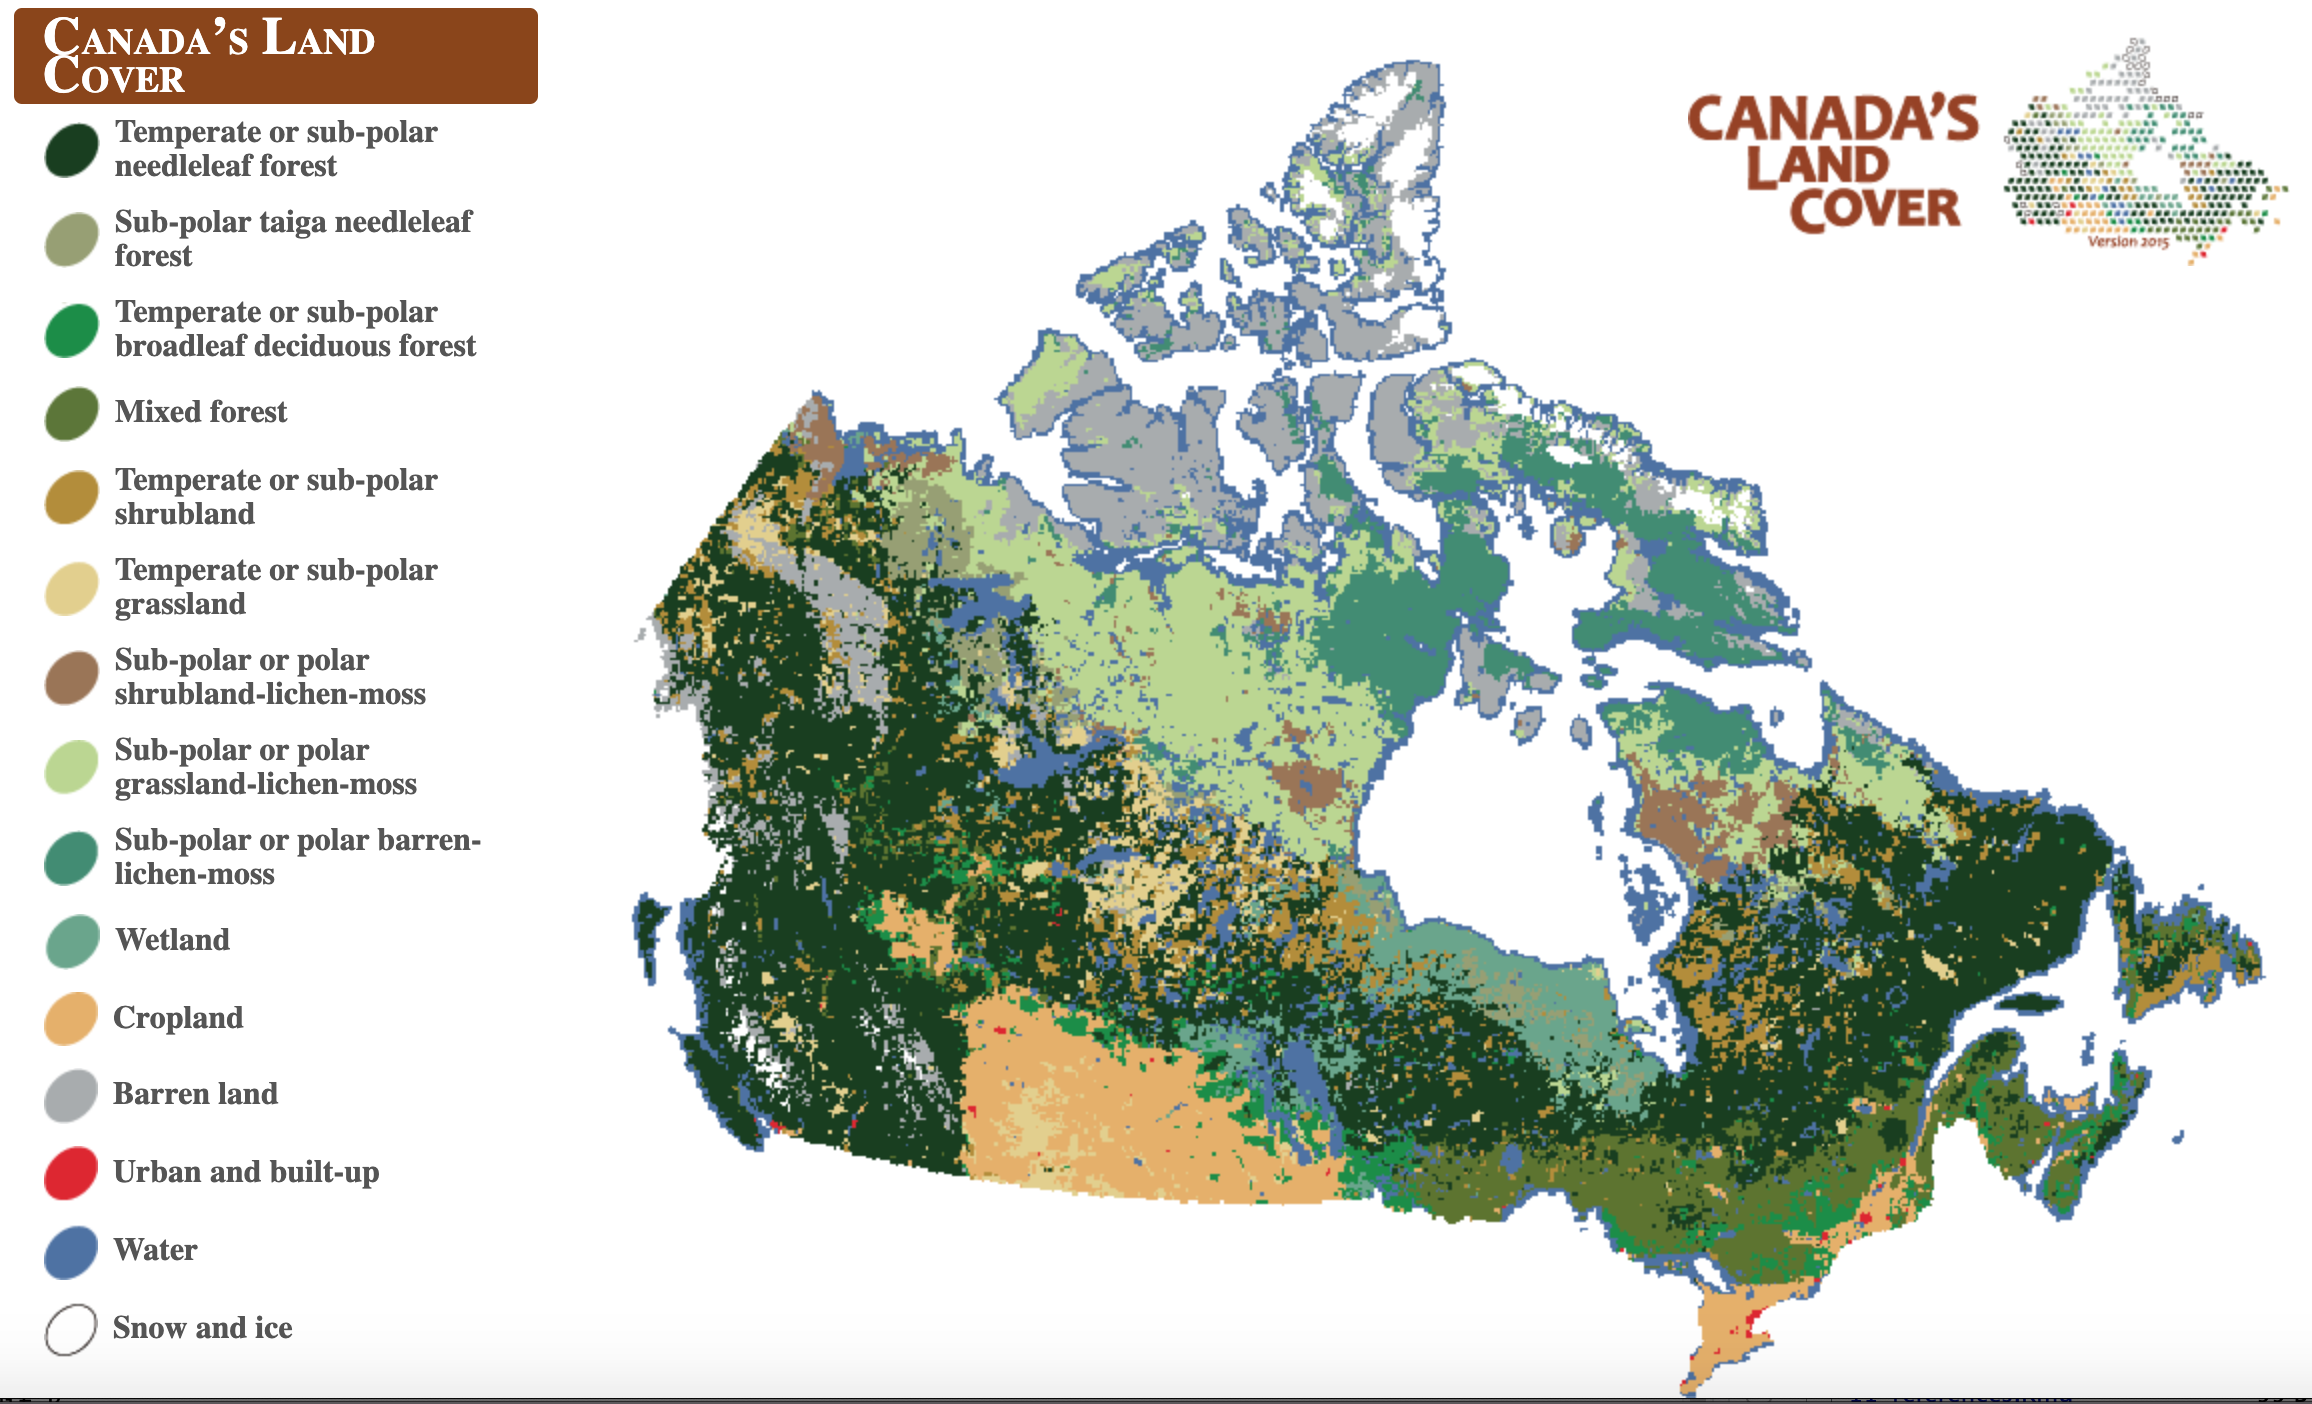 CANADA'S LAND
COVER
Temperate or sub-polar
needleleaf forest
Sub-polar taiga needleleaf
forest
Temperate or sub-polar
broadleaf deciduous forest
Mixed forest
Temperate or sub-polar
shrubland
Temperate or sub-polar
grassland
Sub-polar or polar
shrubland-lichen-moss
Sub-polar or polar
grassland-lichen-moss
Sub-polar or polar barren-
lichen-moss
Wetland
Cropland
Barren land
Urban and built-up
Water
Snow and ice
CANADA'S
LAND
COVER
Version 2015